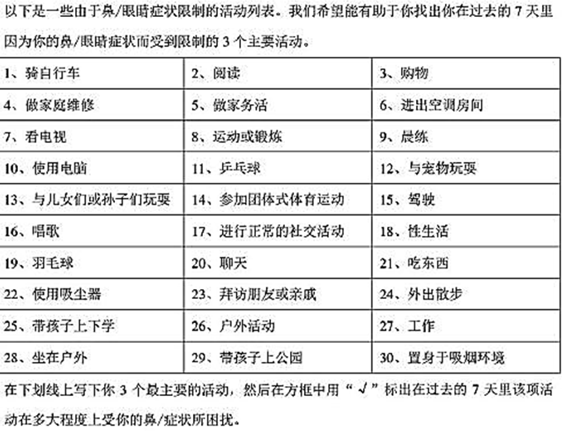 以下是一些由于鼻/眼睛症状限制的活动列表。我们希望能有助于你找出你在过去的 7 天里
因为你的鼻/眼睛症状而受到限制的 3 个主要活动。
1、骑自行车 2、阅读 3、购物
4、做家庭维修 5、做家务活 6、进出空调房间
7、看电视 8、运动或锻炼 9、晨练
10、使用电脑 11、乒乓球 12、与宠物玩耍
13、与儿女们或孙子们玩耍 14、参加团体式体育运动 15、驾驶
16、唱歌 17、进行正常的社交活动 18、性生活
19、羽毛球 20、聊天 21、吃东西
22、使用吸尘器 23、拜访朋友或亲戚 24、外出散步
25、带孩子上下学 26、户外活动 27、工作
28、坐在户外 29、带孩子上公园 30、置身于吸烟环境
在下划线上写下你 3 个最主要的活动，然后在方框中用“√”标出在过去的 7 天里该项活
动在多大程度上受你的鼻/症状所困扰。